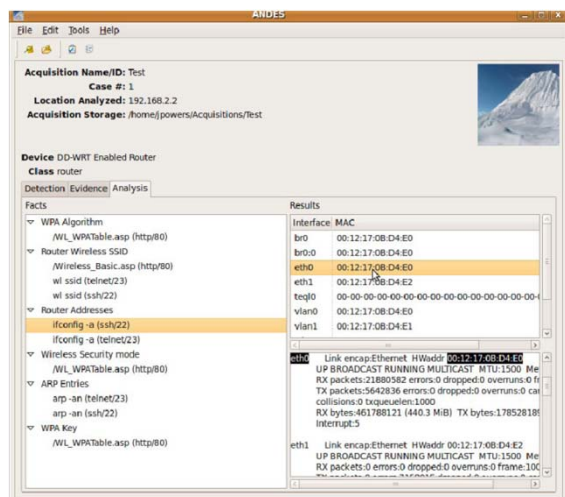 ANDES
File Edit Tools Help
Acquisition Name/ID: Test
Case #: 1
Location Analyzed: 192.168.2.2
Acquisition Storage: /home/jpowers/Acquisitions/Test
Device DD-WRT Enabled Router
Class router
Detection Evidence Analysis
Facts
WPA Algorithm
/WL_WPATable.asp (http/80)
Router Wireless SSID
/Wireless_Basic.asp (http/80)
wl ssid (telnet/23)
wl ssid (ssh/22)
Router Addresses
ifconfig -a (ssh/22)
ifconfig -a (telnet/23)
Wireless Security mode
/WL_WPATable.asp (http/80)
ARP Entries
arp -an (telnet/23)
arp -an (ssh/22)
WPA Key
/WL_WPATable.asp (http/80)
Results
Interface MAC
br0 00:12:17:0B:D4:E0
br0:0 00:12:17:0B:D4:E0
eth0 00:12:17:0B:D4:E0
eth1 00:12:17:0B:D4:E2
teql0 00-00-00-00-00-00-00-00-00-00-00-00-00-
vlan0 00:12:17:0B:D4:E0
vlan1 00:12:17:0B:D4:E1
eth0 Link encap:Ethernet HWaddr 00:12:17:0B:D4:E0
UP BROADCAST RUNNING MULTICAST MTU:1500 Me
RX packets:21880582 errors:0 dropped:0 overruns:0 fr
TX packets:5642836 errors:0 dropped:0 overruns:0 car
collisions:0 txqueuelen:1000
RX bytes:461788121 (440.3 MiB) TX bytes:178528189
Interrupt:5
eth1 Link encap:Ethernet HWaddr 00:12:17:0B:D4:E2
UP BROADCAST RUNNING MULTICAST MTU:1500 Me
RX packets:0 errors:0 dropped:0 overruns:0 frame:100